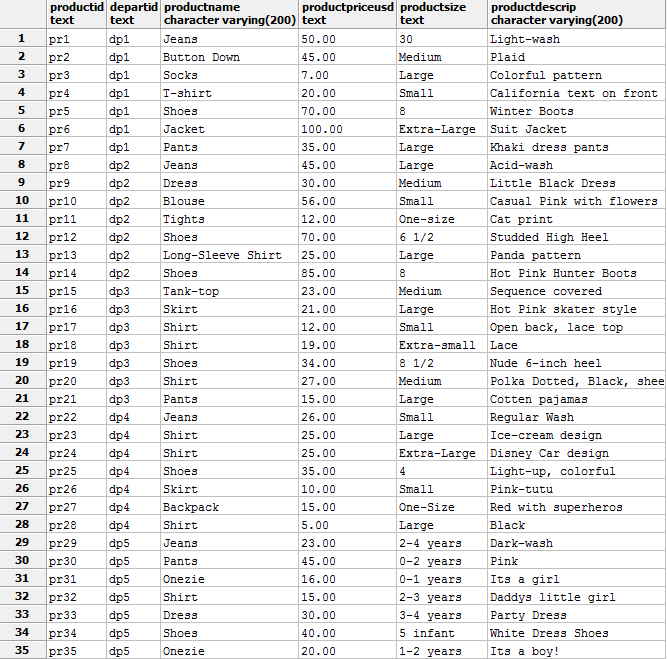 productid departid productname productpriceusd productsize productdescrip
text text character varying(200) text text character varying(200)
1 pr1 dp1 Jeans 50.00 30 Light-wash
2 pr2 dp1 Button Down 45.00 Medium Plaid
3 pr3 dp1 Socks 7.00 Large Colorful pattern
4 pr4 dp1 T-shirt 20.00 Small California text on front
5 pr5 dp1 Shoes 70.00 8 Winter Boots
6 pr6 dp1 Jacket 100.00 Extra-Large Suit Jacket
7 pr7 dp1 Pants 35.00 Large Khaki dress pants
8 pr8 dp2 Jeans 45.00 Large Acid-wash
9 pr9 dp2 Dress 30.00 Medium Little Black Dress
10 pr10 dp2 Blouse 56.00 Small Casual Pink with flowers
11 pr11 dp2 Tights 12.00 One-size Cat print
12 pr12 dp2 Shoes 70.00 6 1/2 Studded High Heel
13 pr13 dp2 Long-Sleeve Shirt 25.00 Large Panda pattern
14 pr14 dp2 Shoes 85.00 8 Hot Pink Hunter Boots
15 pr15 dp3 Tank-top 23.00 Medium Sequence covered
16 pr16 dp3 Skirt 21.00 Large Hot Pink skater style
17 pr17 dp3 Shirt 12.00 Small Open back, lace top
18 pr18 dp3 Shirt 19.00 Extra-small Lace
19 pr19 dp3 Shoes 34.00 8 1/2 Nude 6-inch heel
20 pr20 dp3 Shirt 27.00 Medium Polka Dotted, Black, shee
21 pr21 dp3 Pants 15.00 Large Cotten pajamas
22 pr22 dp4 Jeans 26.00 Small Regular Wash
23 pr23 dp4 Shirt 25.00 Large Ice-cream design
24 pr24 dp4 Shirt 25.00 Extra-Large Disney Car design
25 pr25 dp4 Shoes 35.00 4 Light-up, colorful
26 pr26 dp4 Skirt 10.00 Small Pink-tutu
27 pr27 dp4 Backpack 15.00 One-Size Red with superheros
28 pr28 dp4 Shirt 5.00 Large Black
29 pr29 dp5 Jeans 23.00 2-4 years Dark-wash
30 pr30 dp5 Pants 45.00 0-2 years Pink
31 pr31 dp5 Onezie 16.00 0-1 years Its a girl
32 pr32 dp5 Shirt 15.00 2-3 years Daddys little girl
33 pr33 dp5 Dress 30.00 3-4 years Party Dress
34 pr34 dp5 Shoes 40.00 5 infant White Dress Shoes
35 pr35 dp5 Onezie 20.00 1-2 years Its a boy!